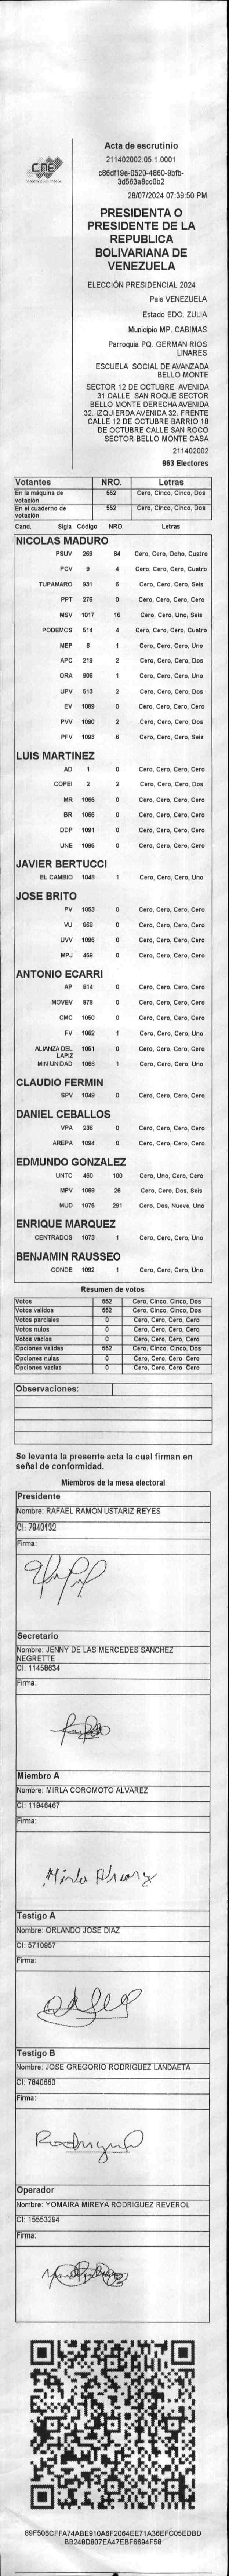 CNE
Acta de escrutinio
211402002.05.1.0001
c86df19e-0520-4860-9bfb-
3d563a8cc0b2
28/07/2024 07:39:50 PM
PRESIDENTA O
PRESIDENTE DE LA
REPUBLICA
BOLIVARIANA DE
VENEZUELA
ELECCIÓN PRESIDENCIAL 2024
País VENEZUELA
Estado EDO. ZULIA
Municipio MP. CABIMAS
Parroquia PQ. GERMAN RIOS
LINARES
ESCUELA SOCIAL DE AVANZADA
BELLO MONTE
SECTOR 12 DE OCTUBRE AVENIDA
31 CALLE SAN ROQUE SECTOR
BELLO MONTE DERECHA AVENIDA
32. IZQUIERDA AVENIDA 32. FRENTE
CALLE 12 DE OCTUBRE BARRIO 18
DE OCTUBRE CALLE SAN ROCO
SECTOR BELLO MONTE CASA
211402002
963 Electores
Votantes NRO. Letras
En la máquina de votación 552 Cero, Cinco, Cinco, Dos
En el cuaderno de votación 552 Cero, Cinco, Cinco, Dos
Cand. Sigla Código NRO. Letras
NICOLAS MADURO
PSUV 269 84 Cero, Cero, Ocho, Cuatro
PCV 9 4 Cero, Cero, Cero, Cuatro
TUPAMARO 931 6 Cero, Cero, Cero, Seis
PPT 276 0 Cero, Cero, Cero, Cero
MSV 1017 16 Cero, Cero, Uno, Seis
PODEMOS 514 4 Cero, Cero, Cero, Cuatro
MEP 6 1 Cero, Cero, Cero, Uno
APC 219 2 Cero, Cero, Cero, Dos
ORA 906 1 Cero, Cero, Cero, Uno
UPV 513 2 Cero, Cero, Cero, Dos
EV 1089 0 Cero, Cero, Cero, Cero
PVV 1090 2 Cero, Cero, Cero, Dos
PFV 1093 6 Cero, Cero, Cero, Seis
LUIS MARTINEZ
AD 1 0 Cero, Cero, Cero, Cero
COPEI 2 2 Cero, Cero, Cero, Dos
MR 1065 0 Cero, Cero, Cero, Cero
BR 1066 0 Cero, Cero, Cero, Cero
DDP 1091 0 Cero, Cero, Cero, Cero
UNE 1095 0 Cero, Cero, Cero, Cero
JAVIER BERTUCCI
EL CAMBIO 1048 1 Cero, Cero, Cero, Uno
JOSE BRITO
PV 1053 0 Cero, Cero, Cero, Cero
VU 868 0 Cero, Cero, Cero, Cero
UVV 1096 0 Cero, Cero, Cero, Cero
MPJ 458 0 Cero, Cero, Cero, Cero
ANTONIO ECARRI
AP 814 0 Cero, Cero, Cero, Cero
MOVEV 878 0 Cero, Cero, Cero, Cero
CMC 1050 0 Cero, Cero, Cero, Cero
FV 1062 1 Cero, Cero, Cero, Uno
ALIANZA DEL LAPIZ 1051 0 Cero, Cero, Cero, Cero
MIN UNIDAD 1068 1 Cero, Cero, Cero, Uno
CLAUDIO FERMIN
SPV 1049 0 Cero, Cero, Cero, Cero
DANIEL CEBALLOS
VPA 236 0 Cero, Cero, Cero, Cero
AREPA 1094 0 Cero, Cero, Cero, Cero
EDMUNDO GONZALEZ
UNTC 460 100 Cero, Uno, Cero, Cero
MPV 1069 26 Cero, Cero, Dos, Seis
MUD 1075 291 Cero, Dos, Nueve, Uno
ENRIQUE MARQUEZ
CENTRADOS 1073 1 Cero, Cero, Cero, Uno
BENJAMIN RAUSSEO
CONDE 1092 1 Cero, Cero, Cero, Uno
Resumen de votos
Votos 552 Cero, Cinco, Cinco, Dos
Votos validos 552 Cero, Cinco, Cinco, Dos
Votos parciales 0 Cero, Cero, Cero, Cero
Votos nulos 0 Cero, Cero, Cero, Cero
Votos vacios 0 Cero, Cero, Cero, Cero
Opciones validas 552 Cero, Cinco, Cinco, Dos
Opciones nulas 0 Cero, Cero, Cero, Cero
Opciones vacias 0 Cero, Cero, Cero, Cero
Observaciones:
Se levanta la presente acta la cual firman en
señal de conformidad.
Miembros de la mesa electoral
Presidente
Nombre: RAFAEL RAMON USTARIZ REYES
CI: 7840132
Firma:
Secretario
Nombre: JENNY DE LAS MERCEDES SANCHEZ
NEGRETTE
CI: 11458634
Firma:
Miembro A
Nombre: MIRLA COROMOTO ALVAREZ
CI: 11946467
Firma:
Mirla Alvarez
Testigo A
Nombre: ORLANDO JOSE DIAZ
CI: 5710957
Firma:
Testigo B
Nombre: JOSE GREGORIO RODRIGUEZ LANDAETA
CI: 7840660
Firma:
Operador
Nombre: YOMAIRA MIREYA RODRIGUEZ REVEROL
CI: 15553294
Firma:
89F506CFFA74ABE910A6F2064EE71A36EFC05EDBD
BB248D807EA47EBF6694F58